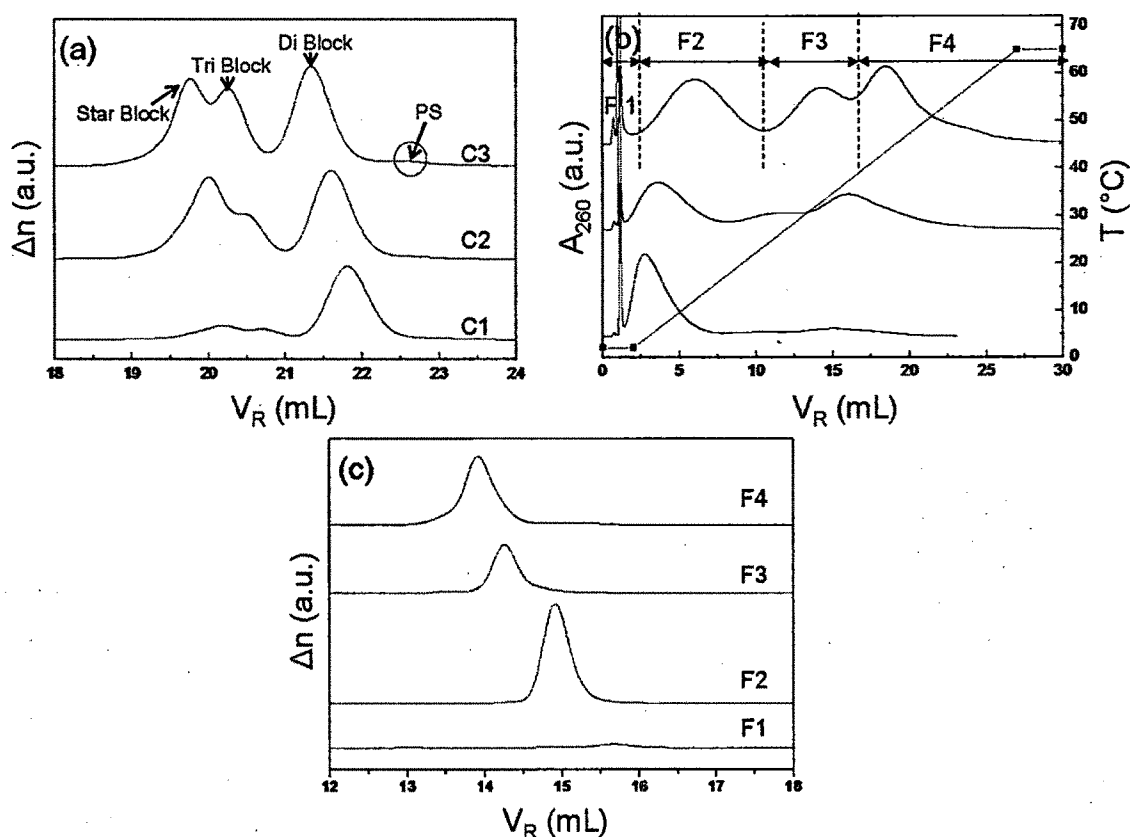 (a)
Di Block
Tri Block
Star Block
PS
C3
C2
C1
Δn (a.u.)
18 19 20 21 22 23 24
V_R (mL)
(b)
F1 F2 F3 F4
A_260 (a.u.)
70
60
50
40
30
20
10
0
T (°C)
0 5 10 15 20 25 30
V_R (mL)
(c)
F4
F3
F2
F1
Δn (a.u.)
12 13 14 15 16 17 18
V_R (mL)